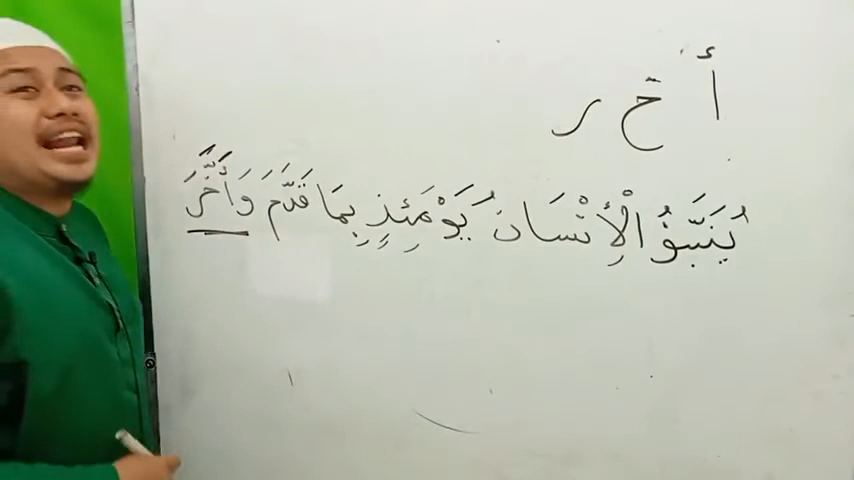 أ خ ر
يُنَبَّؤُ الْأِنْسَانُ يَوْمَئِذٍ بِمَا قَدَّمَ وَأَخَّرَ